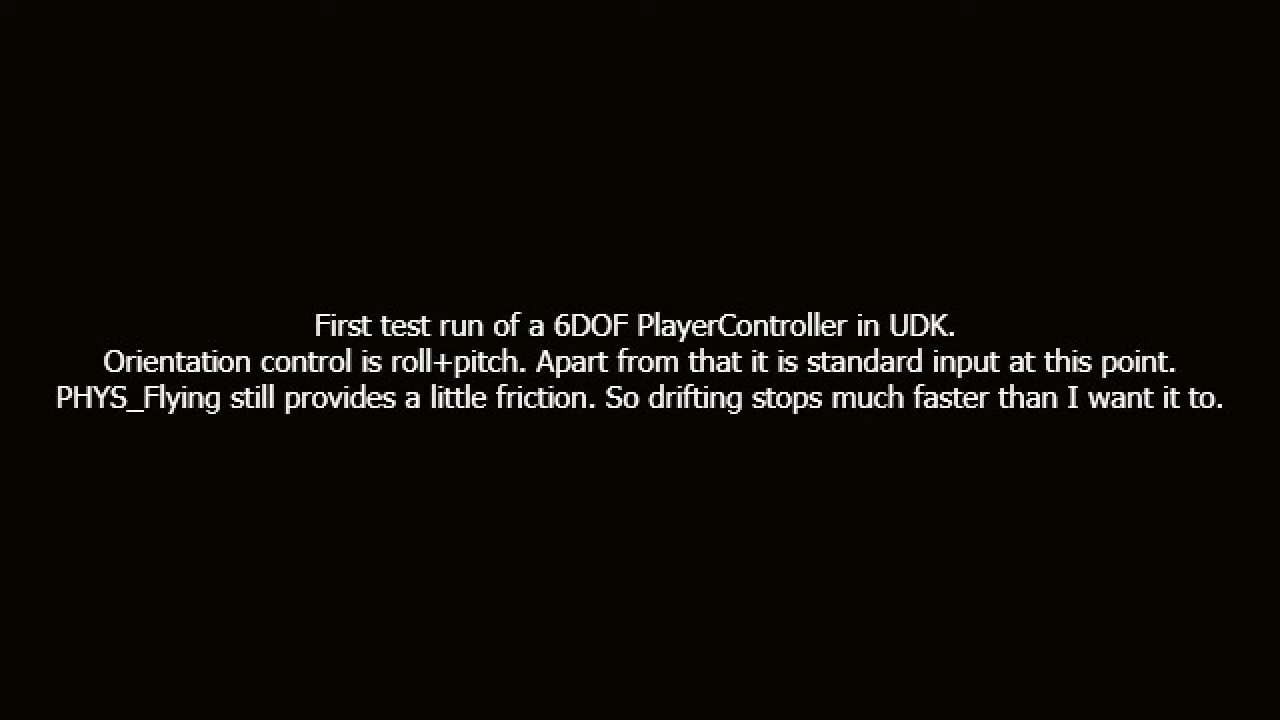 First test run of a 6DOF PlayerController in UDK.
Orientation control is roll+pitch. Apart from that it is standard input at this point.
PHYS_Flying still provides a little friction. So drifting stops much faster than I want it to.